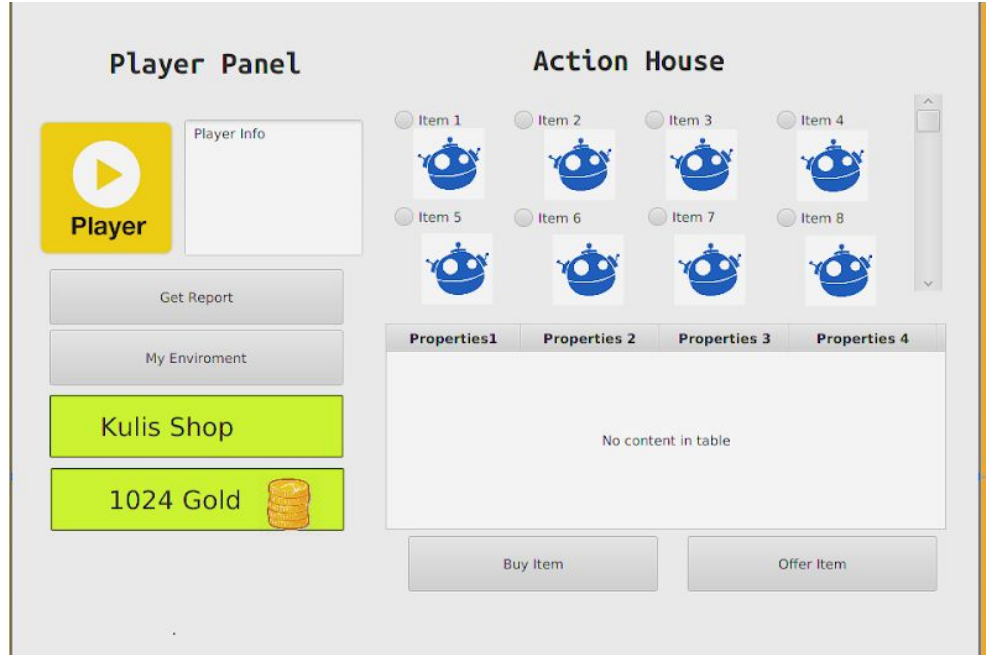 Player Panel
Action House
Player Info
Player
Get Report
My Enviroment
Kulis Shop
1024 Gold
Item 1 Item 2 Item 3 Item 4
Item 5 Item 6 Item 7 Item 8
Properties1 Properties 2 Properties 3 Properties 4
No content in table
Buy Item Offer Item